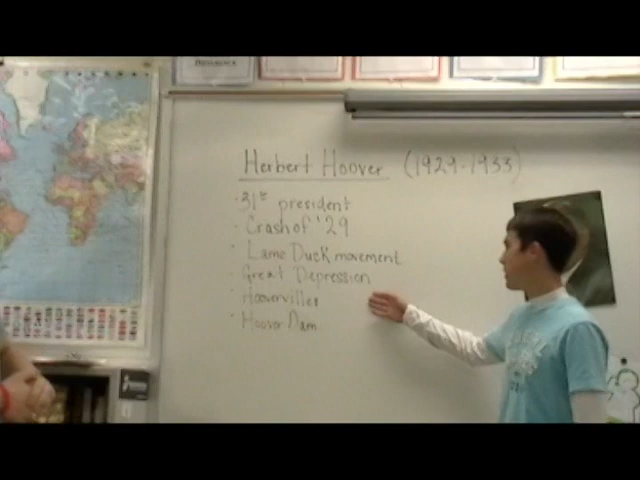 Herbert Hoover (1929-1933)
· 31st president
· Crash of '29
· Lame Duck movement
· Great Depression
· Hoovervilles
· Hoover Dam